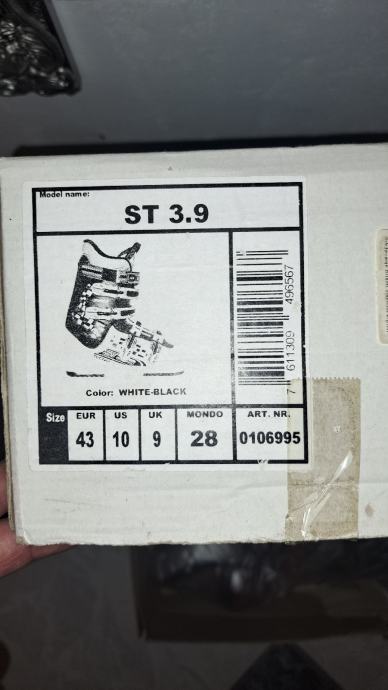 Model name:
ST 3.9
7 611309 496567
Color: WHITE-BLACK
Size EUR US UK MONDO ART. NR.
43 10 9 28 0106995